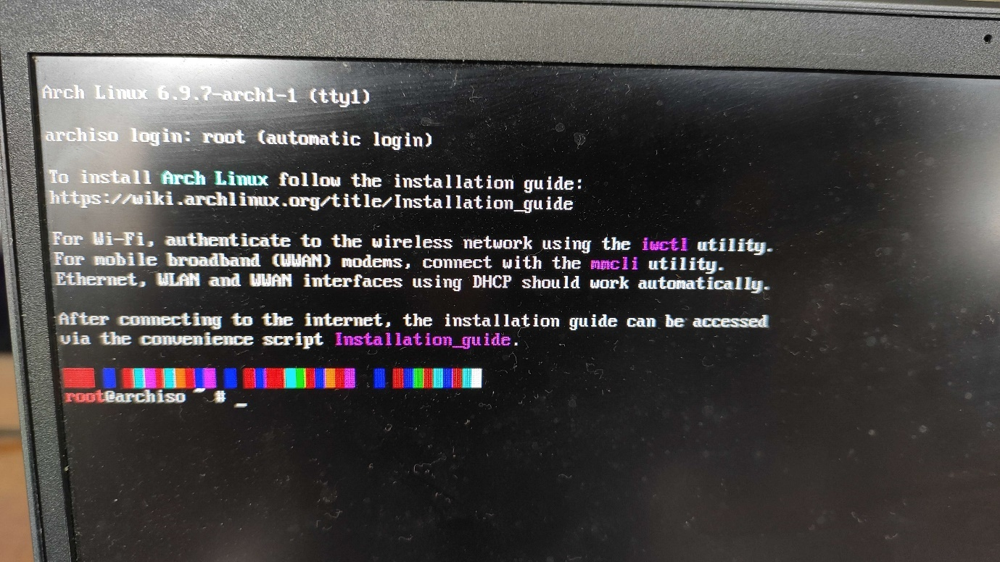 Arch Linux 6.9.7-arch1-1 (tty1)
archiso login: root (automatic login)
To install Arch Linux follow the installation guide:
https://wiki.archlinux.org/title/Installation_guide
For Wi-Fi, authenticate to the wireless network using the iwctl utility.
For mobile broadband (WWAN) modems, connect with the mmcli utility.
Ethernet, WLAN and WWAN interfaces using DHCP should work automatically.
After connecting to the internet, the installation guide can be accessed
via the convenience script Installation_guide.
root@archiso ~ # _